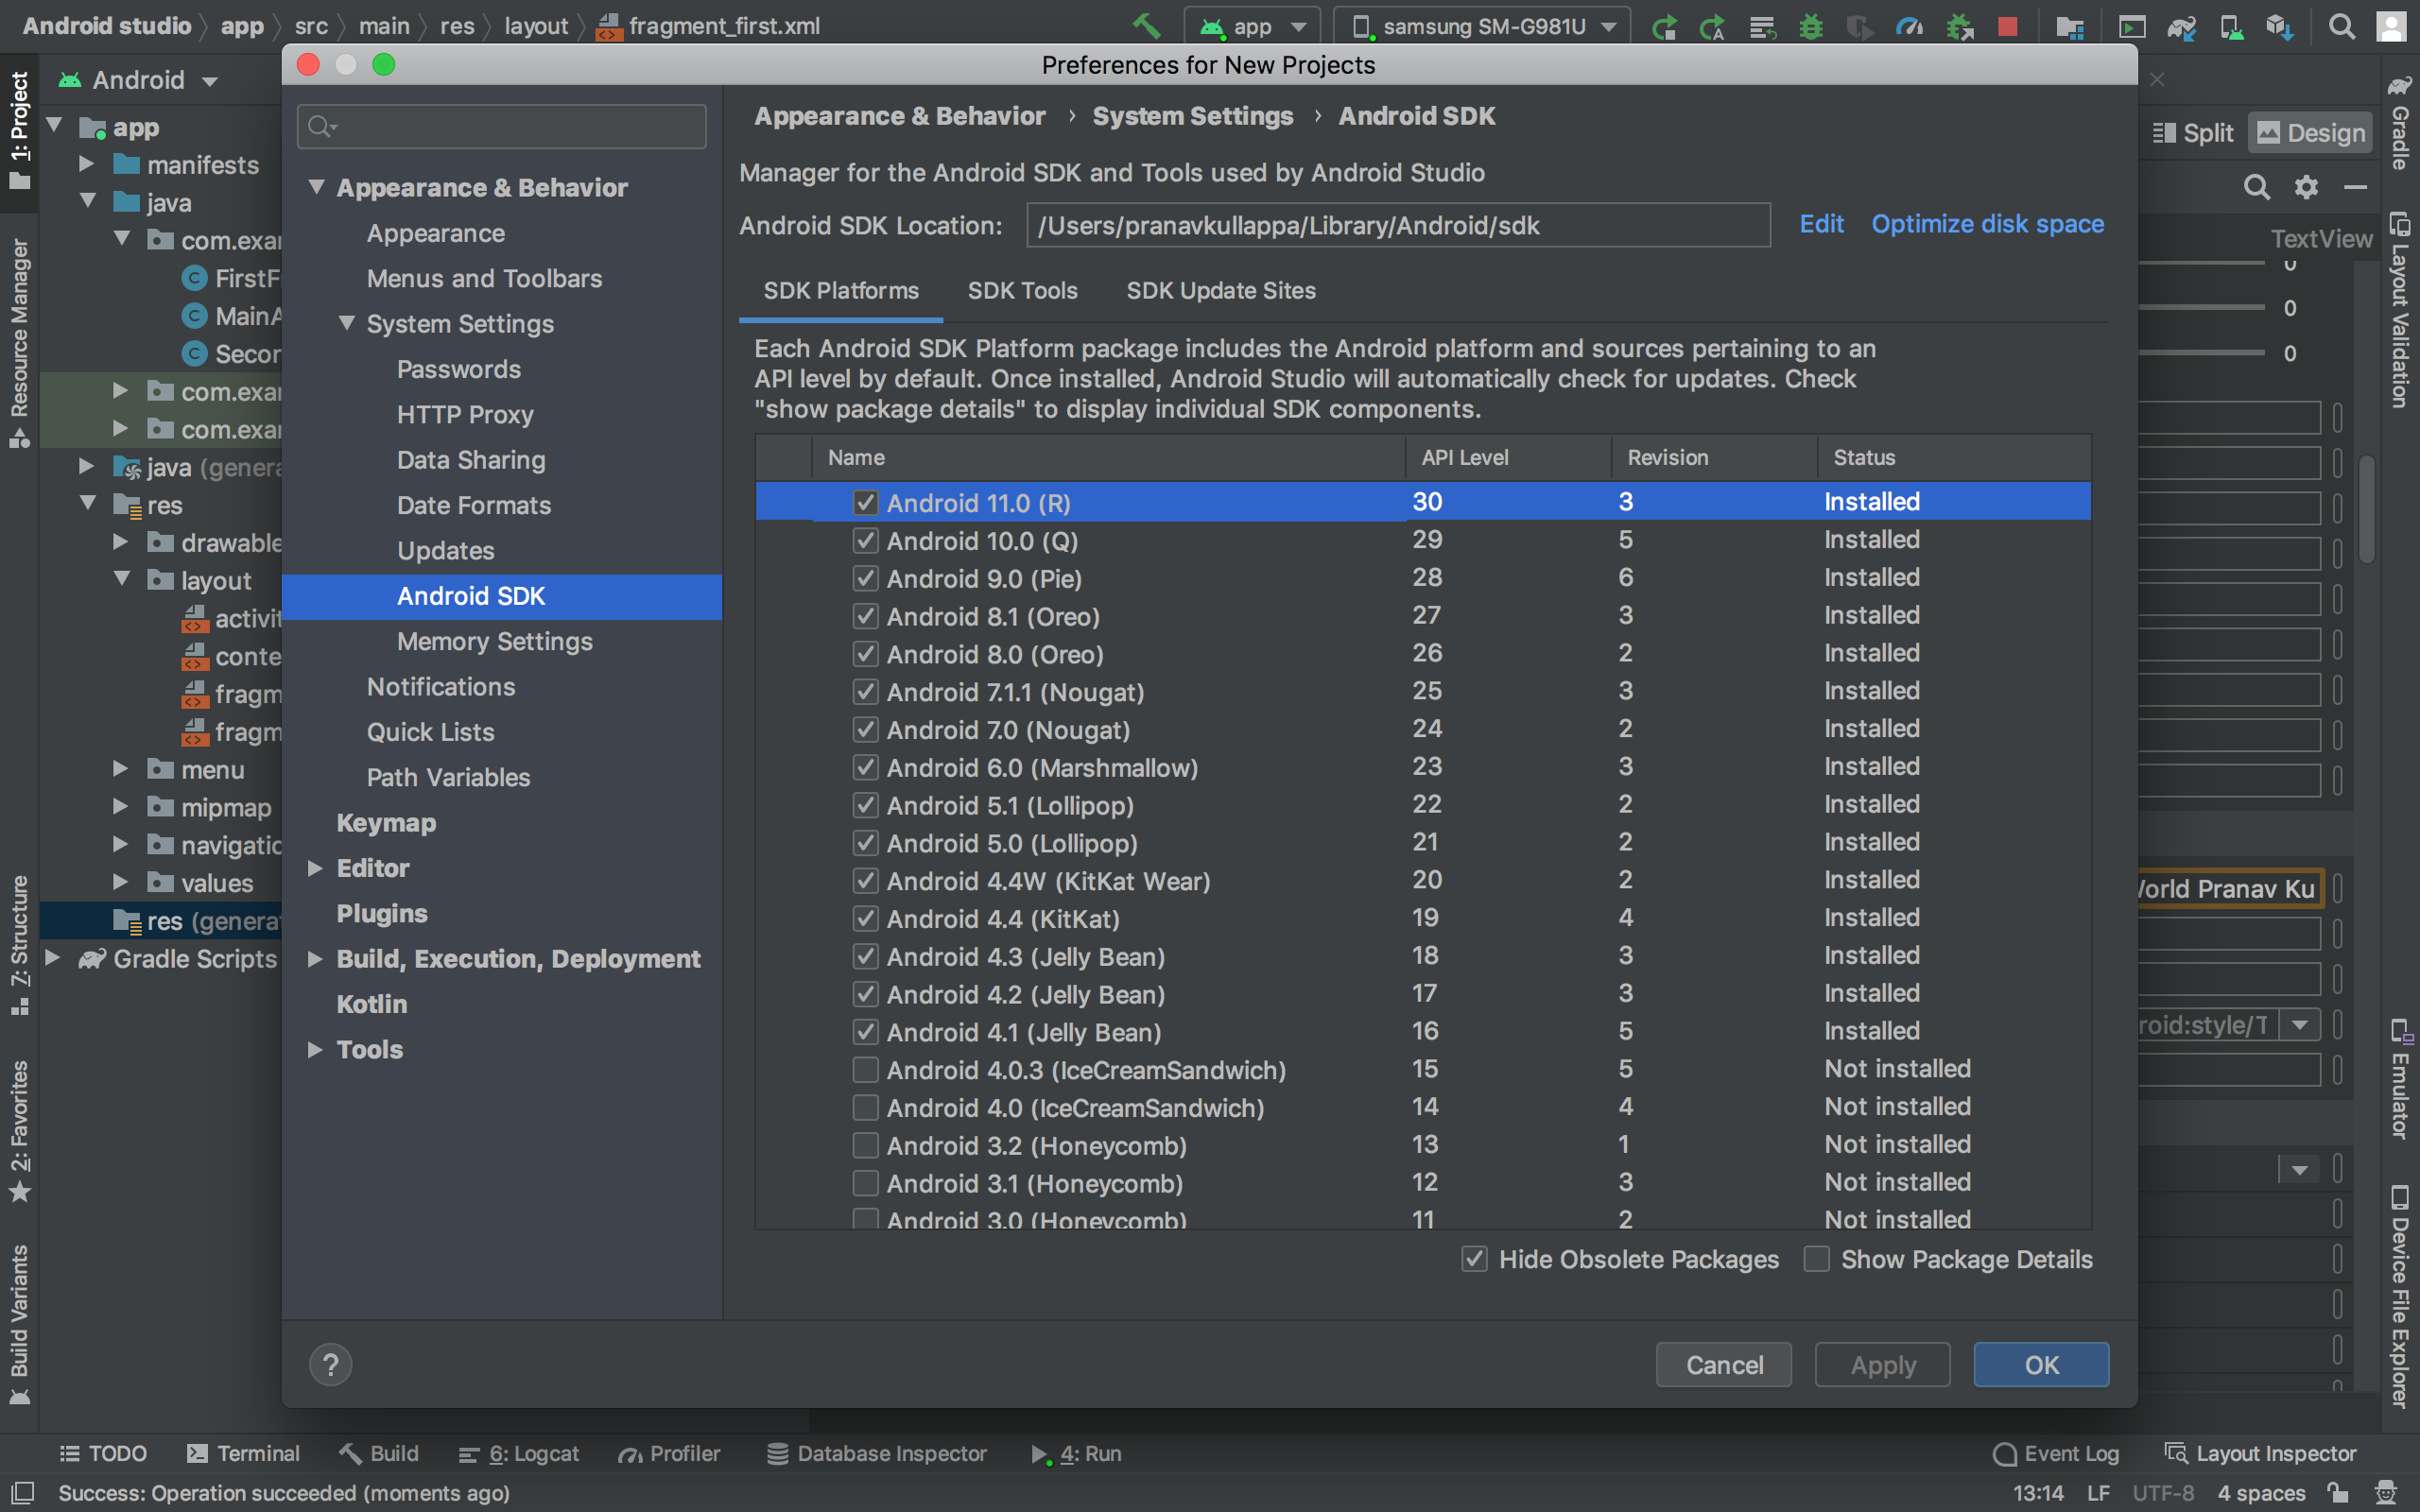 Android studio app src main res layout fragment_first.xml app samsung SM-G981U
Preferences for New Projects
1: Project
Resource Manager
7: Structure
2: Favorites
Build Variants
Android
app
manifests
java
com.exam
FirstF
MainA
Secon
com.exam
com.exam
java (genera
res
drawable
layout
activit
conte
fragm
fragm
menu
mipmap
navigatic
values
res (generat
Gradle Scripts
Appearance & Behavior
Appearance
Menus and Toolbars
System Settings
Passwords
HTTP Proxy
Data Sharing
Date Formats
Updates
Android SDK
Memory Settings
Notifications
Quick Lists
Path Variables
Keymap
Editor
Plugins
Build, Execution, Deployment
Kotlin
Tools
Appearance & Behavior › System Settings › Android SDK
Manager for the Android SDK and Tools used by Android Studio
Android SDK Location: /Users/pranavkullappa/Library/Android/sdk Edit Optimize disk space
SDK Platforms SDK Tools SDK Update Sites
Each Android SDK Platform package includes the Android platform and sources pertaining to an
API level by default. Once installed, Android Studio will automatically check for updates. Check
"show package details" to display individual SDK components.
Name API Level Revision Status
Android 11.0 (R) 30 3 Installed
Android 10.0 (Q) 29 5 Installed
Android 9.0 (Pie) 28 6 Installed
Android 8.1 (Oreo) 27 3 Installed
Android 8.0 (Oreo) 26 2 Installed
Android 7.1.1 (Nougat) 25 3 Installed
Android 7.0 (Nougat) 24 2 Installed
Android 6.0 (Marshmallow) 23 3 Installed
Android 5.1 (Lollipop) 22 2 Installed
Android 5.0 (Lollipop) 21 2 Installed
Android 4.4W (KitKat Wear) 20 2 Installed
Android 4.4 (KitKat) 19 4 Installed
Android 4.3 (Jelly Bean) 18 3 Installed
Android 4.2 (Jelly Bean) 17 3 Installed
Android 4.1 (Jelly Bean) 16 5 Installed
Android 4.0.3 (IceCreamSandwich) 15 5 Not installed
Android 4.0 (IceCreamSandwich) 14 4 Not installed
Android 3.2 (Honeycomb) 13 1 Not installed
Android 3.1 (Honeycomb) 12 3 Not installed
Android 3.0 (Honeycomb) 11 2 Not installed
Hide Obsolete Packages Show Package Details
? Cancel Apply OK
Split Design
TextView
0
0
0
World Pranav Ku
roid:style/T
Gradle
Layout Validation
Emulator
Device File Explorer
TODO Terminal Build 6: Logcat Profiler Database Inspector 4: Run Event Log Layout Inspector
Success: Operation succeeded (moments ago) 13:14 LF UTF-8 4 spaces